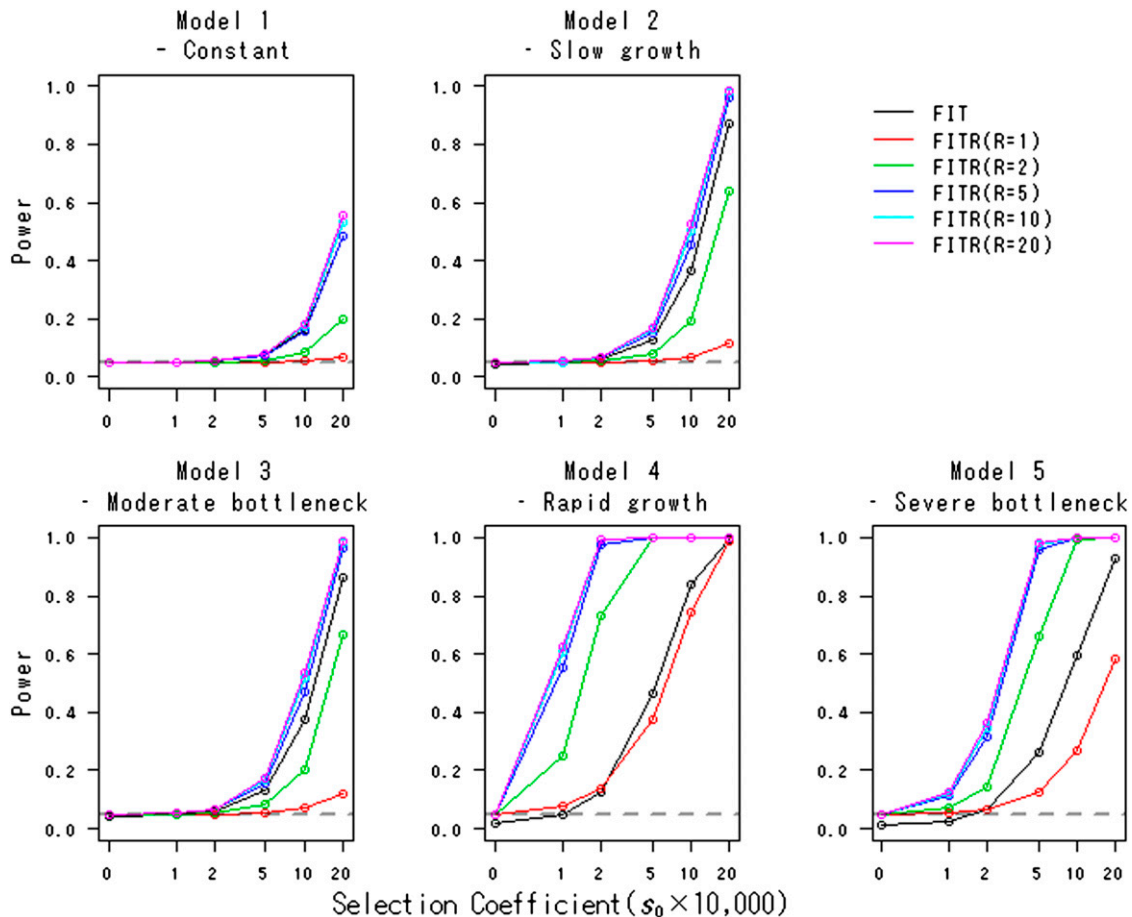 Model 1
- Constant
Model 2
- Slow growth
1.0
0.8
0.6
0.4
0.2
0.0
Power
0 1 2 5 10 20
1.0
0.8
0.6
0.4
0.2
0.0
0 1 2 5 10 20
FIT
FITR(R=1)
FITR(R=2)
FITR(R=5)
FITR(R=10)
FITR(R=20)
Model 3
- Moderate bottleneck
Model 4
- Rapid growth
Model 5
- Severe bottleneck
1.0
0.8
0.6
0.4
0.2
0.0
Power
0 1 2 5 10 20
1.0
0.8
0.6
0.4
0.2
0.0
0 1 2 5 10 20
1.0
0.8
0.6
0.4
0.2
0.0
0 1 2 5 10 20
Selection Coefficient(s₀×10,000)